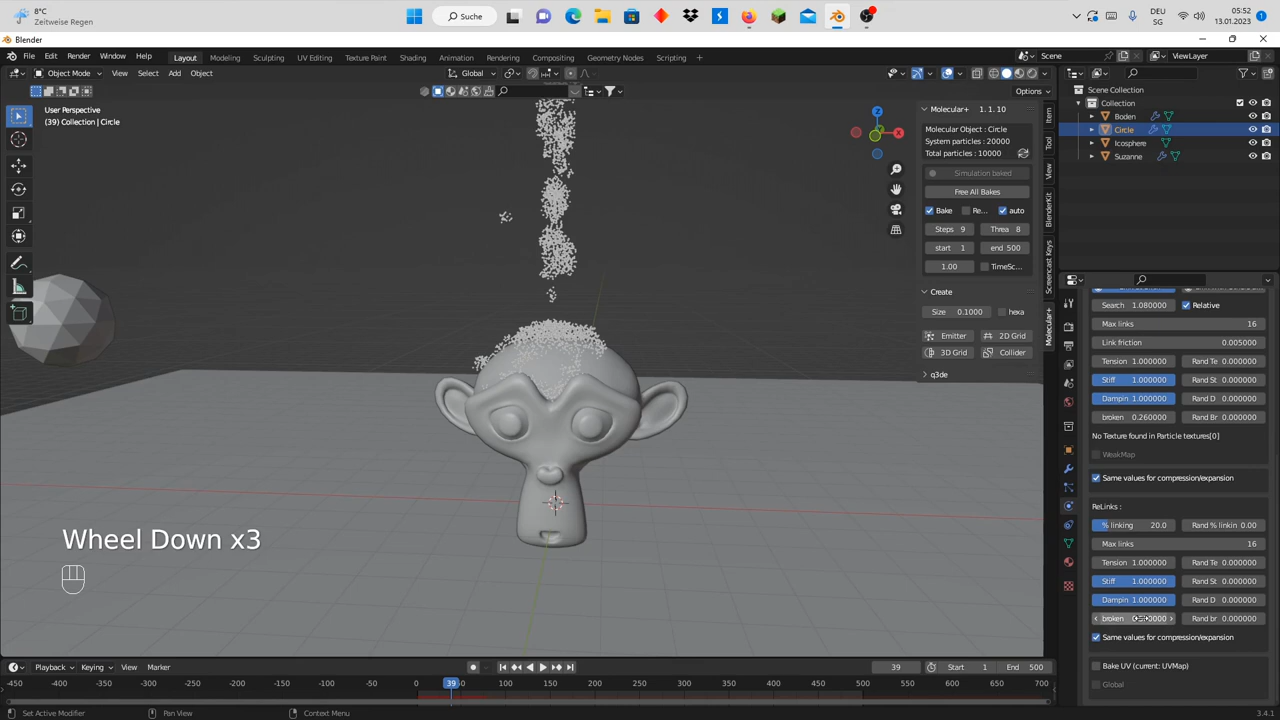 8°C
Zeitweise Regen
Suche
DEU
SG
05:52
13.01.2023
Blender
File Edit Render Window Help
Layout Modeling Sculpting UV Editing Texture Paint Shading Animation Rendering Compositing Geometry Nodes Scripting
Scene
ViewLayer
Object Mode View Select Add Object
Global
Options
User Perspective
(39) Collection | Circle
Molecular+ 1. 1. 10
Molecular Object : Circle
System particles : 20000
Total particles : 10000
Simulation baked
Free All Bakes
Bake Re... auto
Steps 9 Threa 8
start 1 end 500
1.00 TimeSc...
Create
Size 0.1000 hexa
Emitter 2D Grid
3D Grid Collider
q3de
Item
Tool
View
BlenderKit
Screencast Keys
Molecular+
Scene Collection
Collection
Boden
Circle
Icosphere
Suzanne
Search 1.080000 Relative
Max links 16
Link friction 0.005000
Tension 1.000000 Rand Te 0.000000
Stiff 1.000000 Rand St 0.000000
Dampin 1.000000 Rand D 0.000000
broken 0.260000 Rand Br 0.000000
No Texture found in Particle textures[0]
WeakMap
Same values for compression/expansion
ReLinks :
% linking 20.0 Rand % linkin 0.00
Max links 16
Tension 1.000000 Rand Te 0.000000
Stiff 1.000000 Rand St 0.000000
Dampin 1.000000 Rand D 0.000000
broken Rand br 0.000000
Same values for compression/expansion
Bake UV (current: UVMap)
Global
Wheel Down x3
Playback Keying View Marker
39 Start 1 End 500
-450 -400 -350 -300 -250 -200 -150 -100 -50 0 39 100 150 200 250 300 350 400 450 500 550 600 650 700
Set Active Modifier Pan View Context Menu
3.4.1